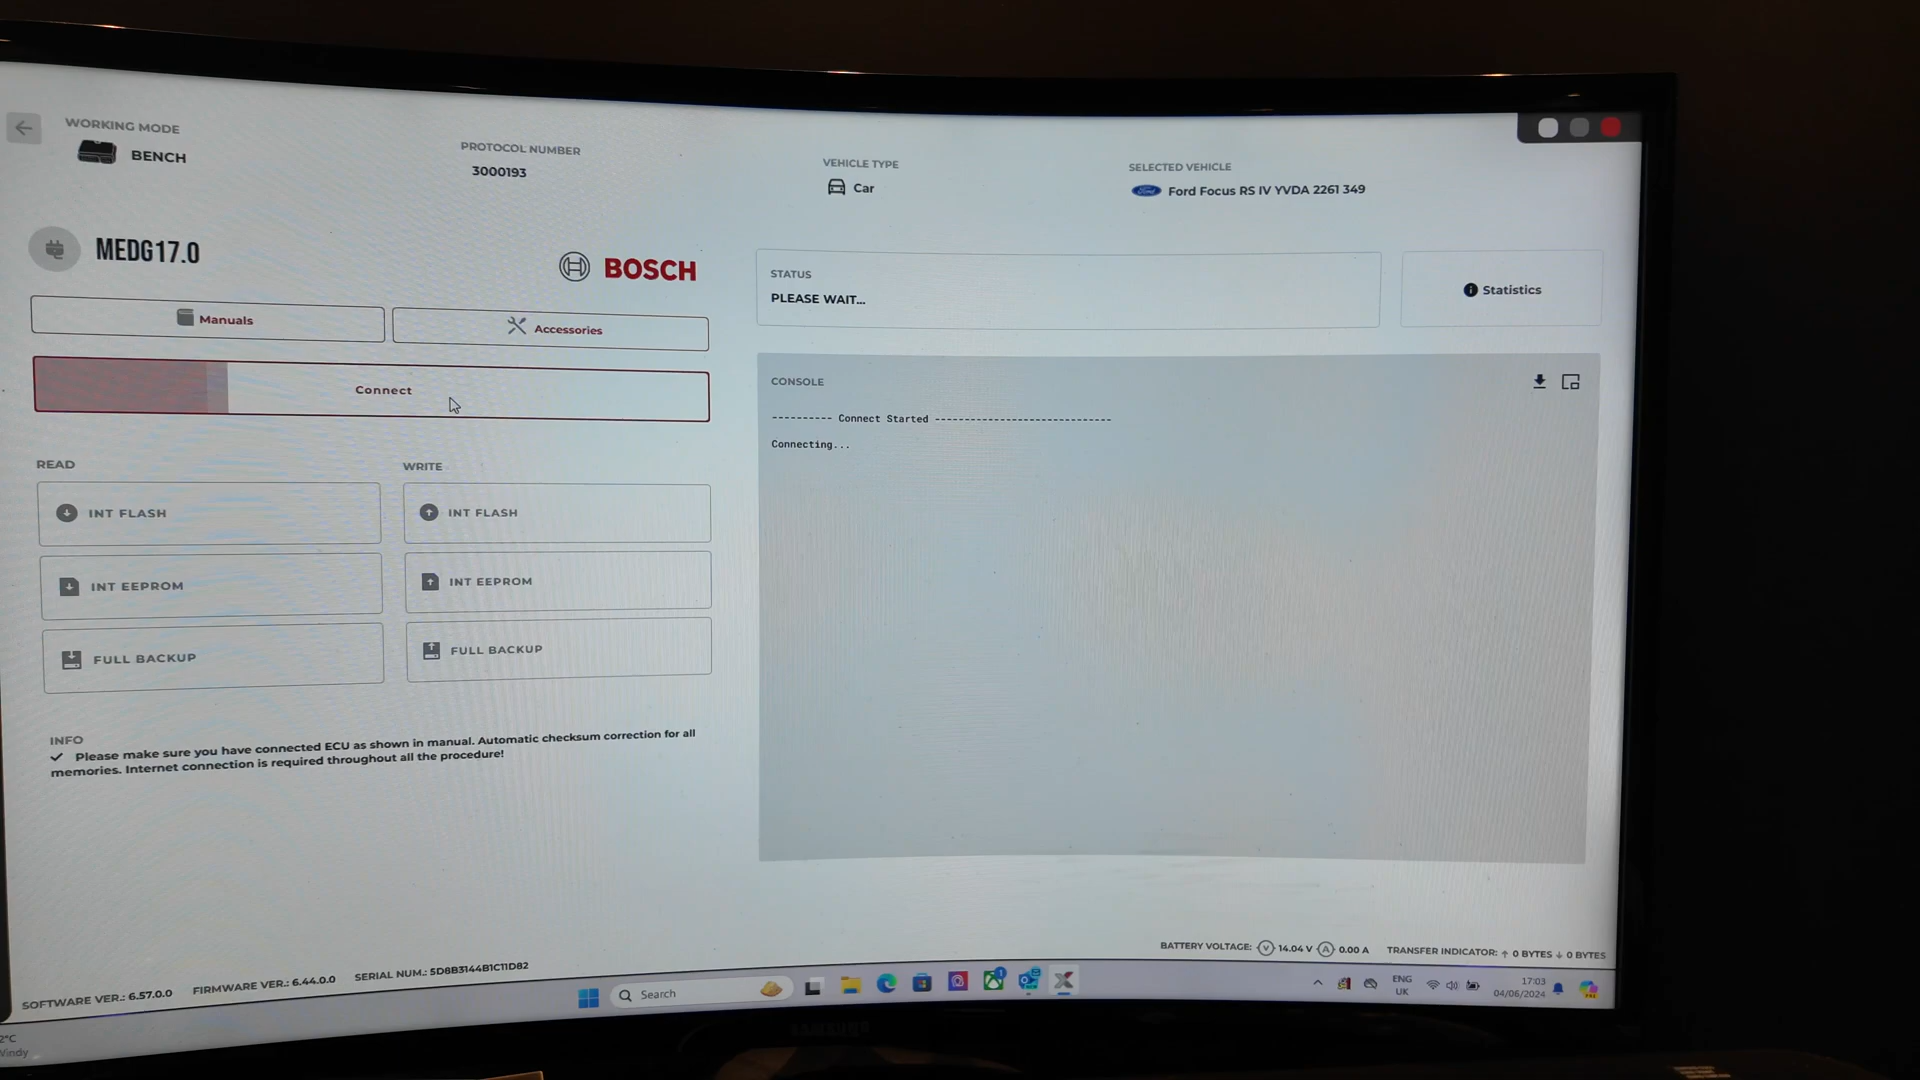 WORKING MODE
BENCH
PROTOCOL NUMBER
3000193
VEHICLE TYPE
Car
SELECTED VEHICLE
Ford Focus RS IV YVDA 2261 349
MEDG17.0
BOSCH
Manuals
Accessories
Connect
READ
WRITE
INT FLASH
INT FLASH
INT EEPROM
INT EEPROM
FULL BACKUP
FULL BACKUP
INFO
Please make sure you have connected ECU as shown in manual. Automatic checksum correction for all
memories. Internet connection is required throughout all the procedure!
STATUS
PLEASE WAIT...
Statistics
CONSOLE
---------- Connect Started -----------------------------
Connecting...
BATTERY VOLTAGE: V 14.04 V A 0.00 A TRANSFER INDICATOR: ↑ 0 BYTES ↓ 0 BYTES
SOFTWARE VER.: 6.57.0.0 FIRMWARE VER.: 6.44.0.0 SERIAL NUM.: 5D8B3144B1C11D82
Search
ENG
UK
17:03
04/06/2024
2°C
Windy
SAMSUNG